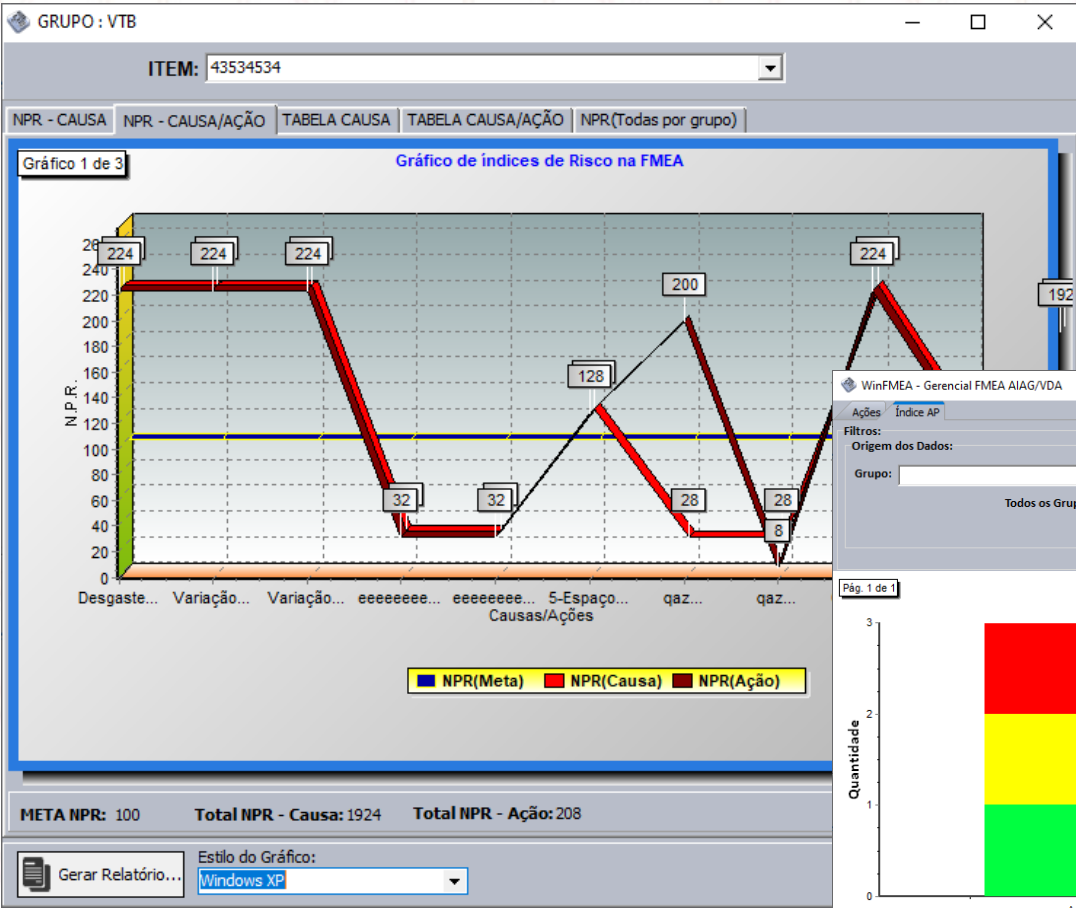 GRUPO : VTB
ITEM: 43534534
NPR - CAUSA
NPR - CAUSA/AÇÃO
TABELA CAUSA
TABELA CAUSA/AÇÃO
NPR(Todas por grupo)
Gráfico 1 de 3
Gráfico de índices de Risco na FMEA
224
224
224
32
32
128
200
28
28
8
224
192
N.P.R.
240
220
200
180
160
140
120
100
80
60
40
20
0
Desgaste...
Variação...
Variação...
eeeeeeee...
eeeeeeee...
5-Espaço...
qaz...
qaz...
Causas/Ações
NPR(Meta)
NPR(Causa)
NPR(Ação)
META NPR: 100
Total NPR - Causa: 1924
Total NPR - Ação: 208
Gerar Relatório...
Estilo do Gráfico:
Windows XP
WinFMEA - Gerencial FMEA AIAG/VDA
Ações
Índice AP
Filtros:
Origem dos Dados:
Grupo:
Todos os Grup
Pág. 1 de 1
Quantidade
3
2
1
0